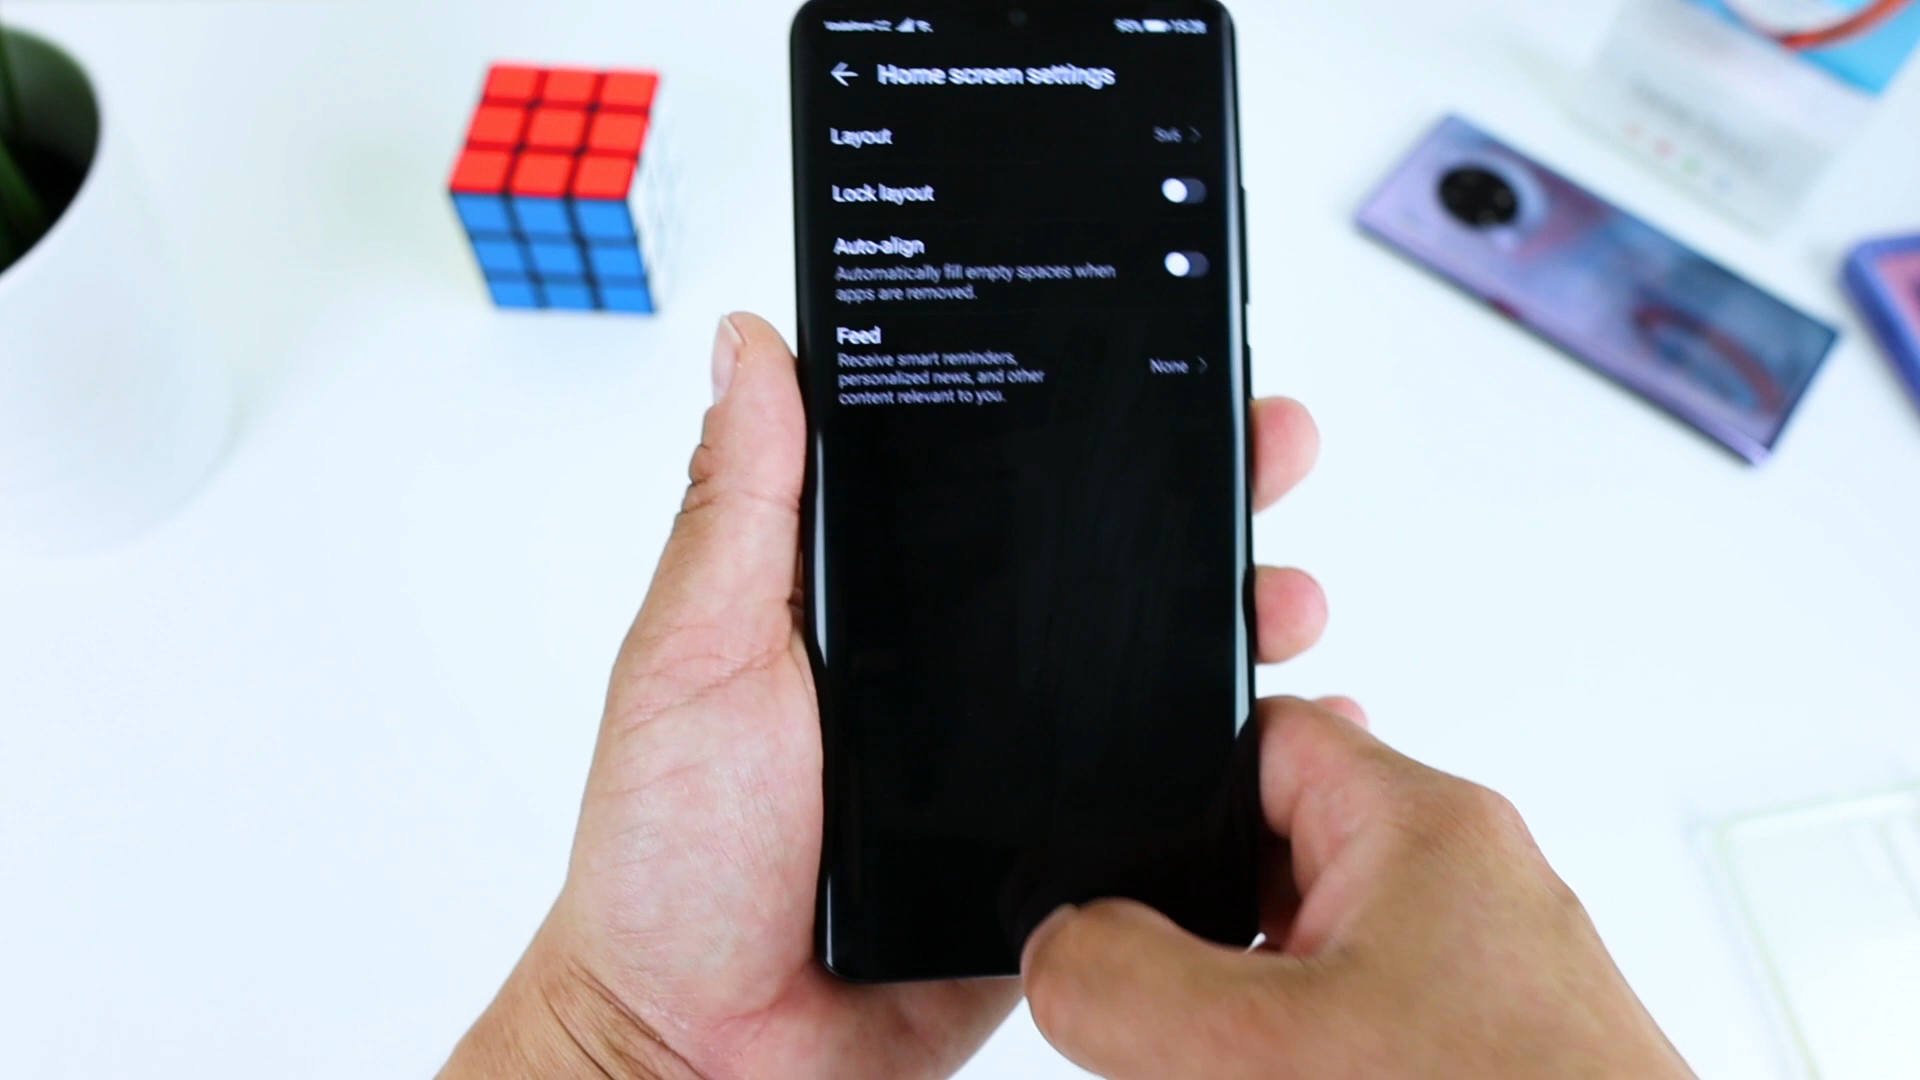 Home screen settings
Layout
Lock layout
Auto-align
Automatically fill empty spaces when
apps are removed.
Feed
Receive smart reminders,
personalized news, and other
content relevant to you.
None